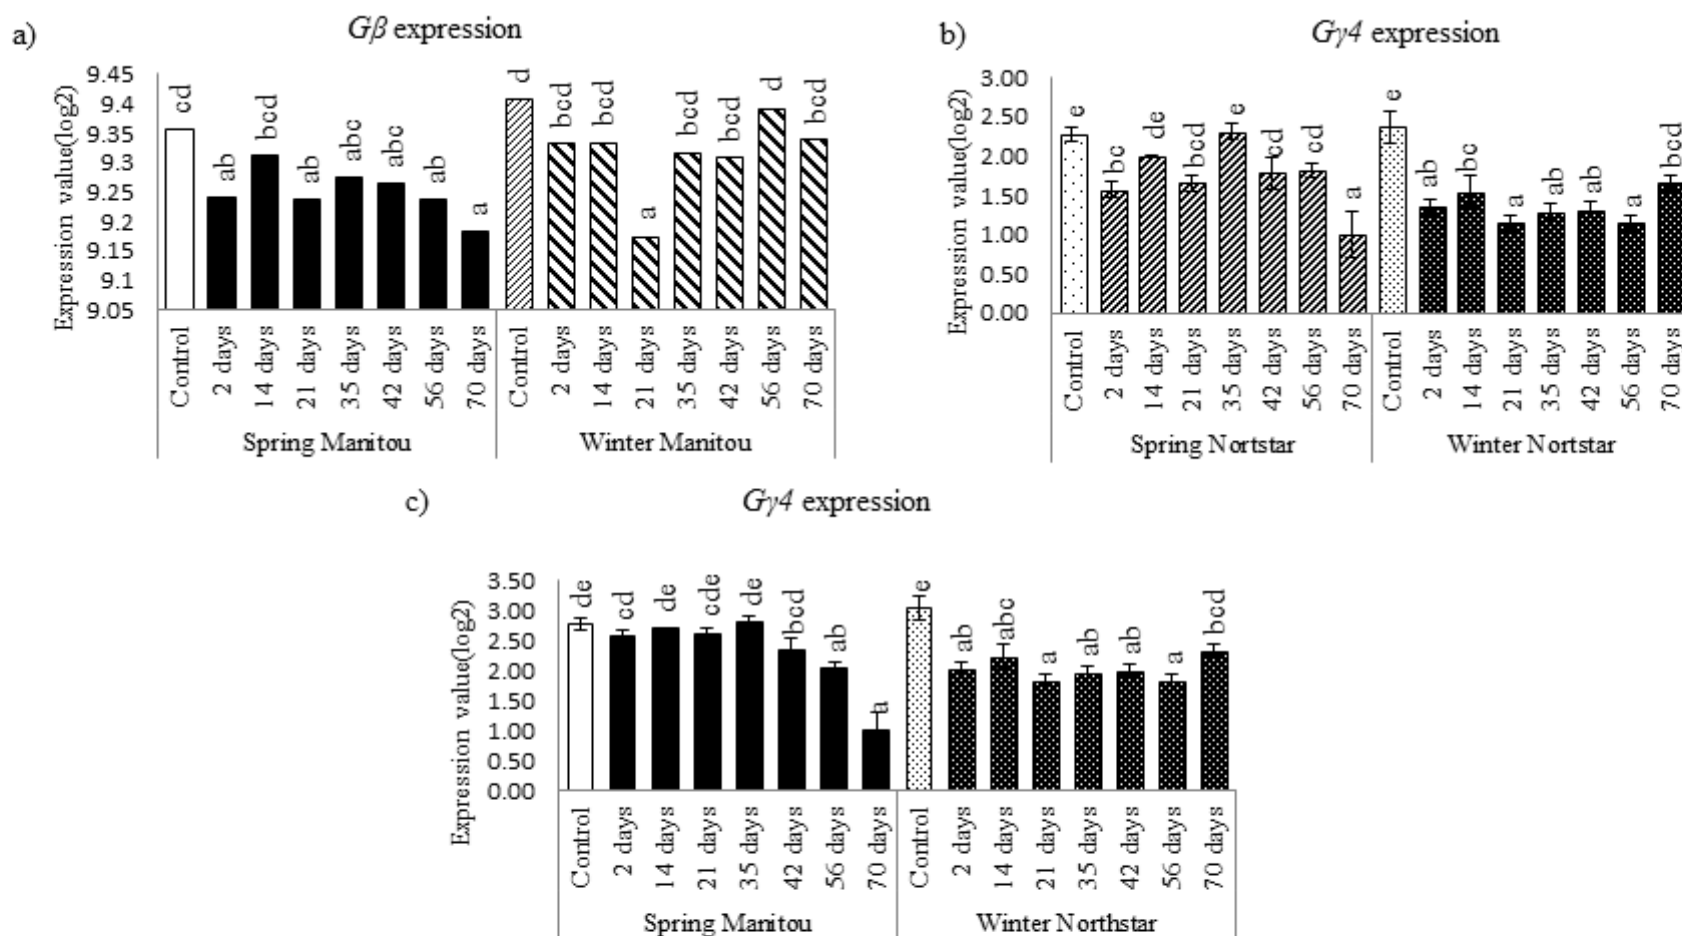 a)
Gβ expression
Expression value(log2)
9.45
9.4
9.35
9.3
9.25
9.2
9.15
9.1
9.05
cd
ab
bcd
ab
abc
abc
ab
a
d
bcd
bcd
a
bcd
bcd
d
bcd
Control
2 days
14 days
21 days
35 days
42 days
56 days
70 days
Control
2 days
14 days
21 days
35 days
42 days
56 days
70 days
Spring Manitou
Winter Manitou
b)
Gγ4 expression
Expression value(log2)
3.00
2.50
2.00
1.50
1.00
0.50
0.00
e
bc
de
bcd
e
cd
cd
a
e
ab
abc
a
ab
ab
a
bcd
Control
2 days
14 days
21 days
35 days
42 days
56 days
70 days
Control
2 days
14 days
21 days
35 days
42 days
56 days
70 days
Spring Nortstar
Winter Nortstar
c)
Gγ4 expression
Expression value(log2)
3.50
3.00
2.50
2.00
1.50
1.00
0.50
0.00
de
cd
de
cde
de
bcd
ab
a
e
ab
abc
a
ab
ab
a
bcd
Control
2 days
14 days
21 days
35 days
42 days
56 days
70 days
Control
2 days
14 days
21 days
35 days
42 days
56 days
70 days
Spring Manitou
Winter Northstar